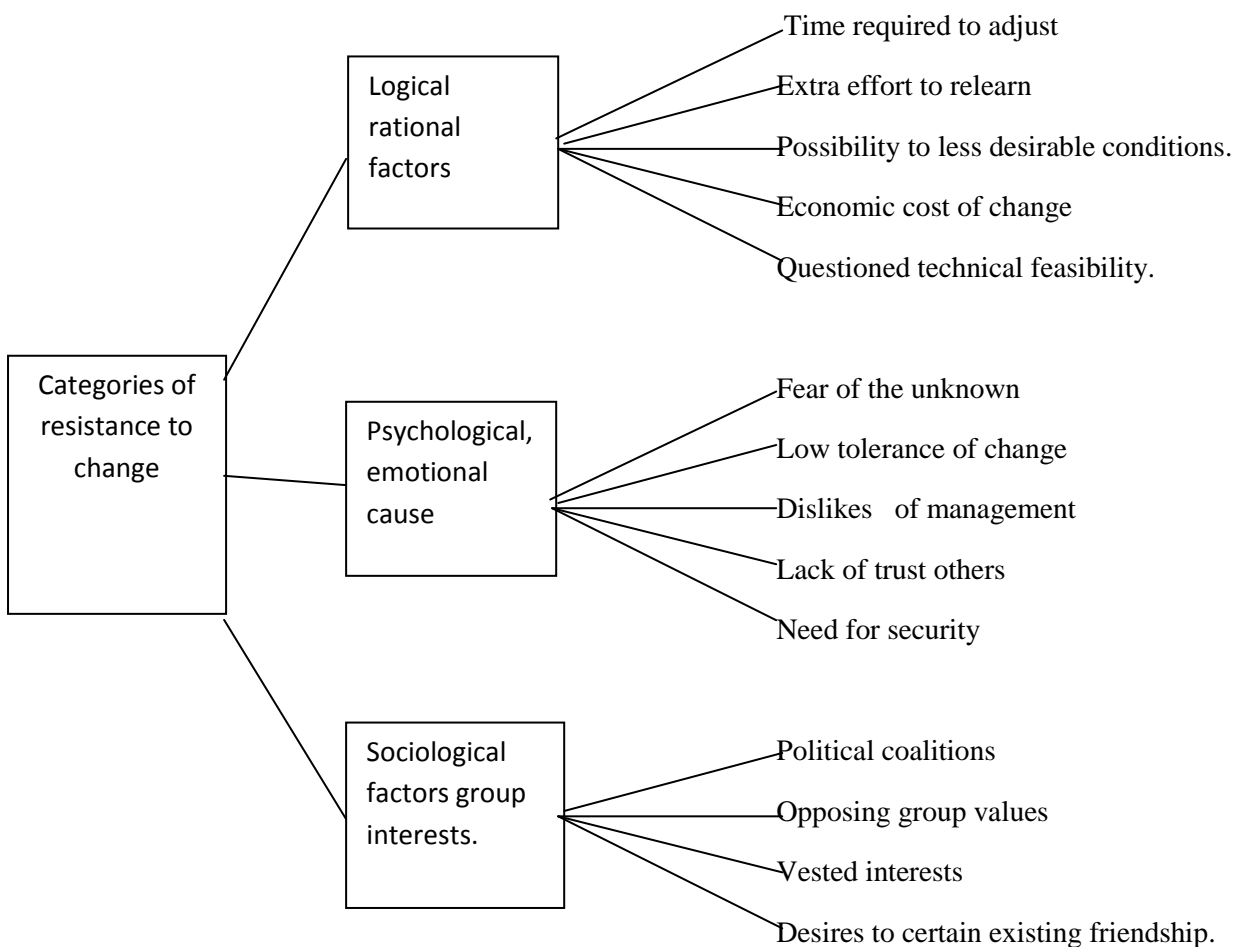 Categories of
resistance to
change
Logical
rational
factors
Time required to adjust
Extra effort to relearn
Possibility to less desirable conditions.
Economic cost of change
Questioned technical feasibility.
Psychological,
emotional
cause
Fear of the unknown
Low tolerance of change
Dislikes of management
Lack of trust others
Need for security
Sociological
factors group
interests.
Political coalitions
Opposing group values
Vested interests
Desires to certain existing friendship.